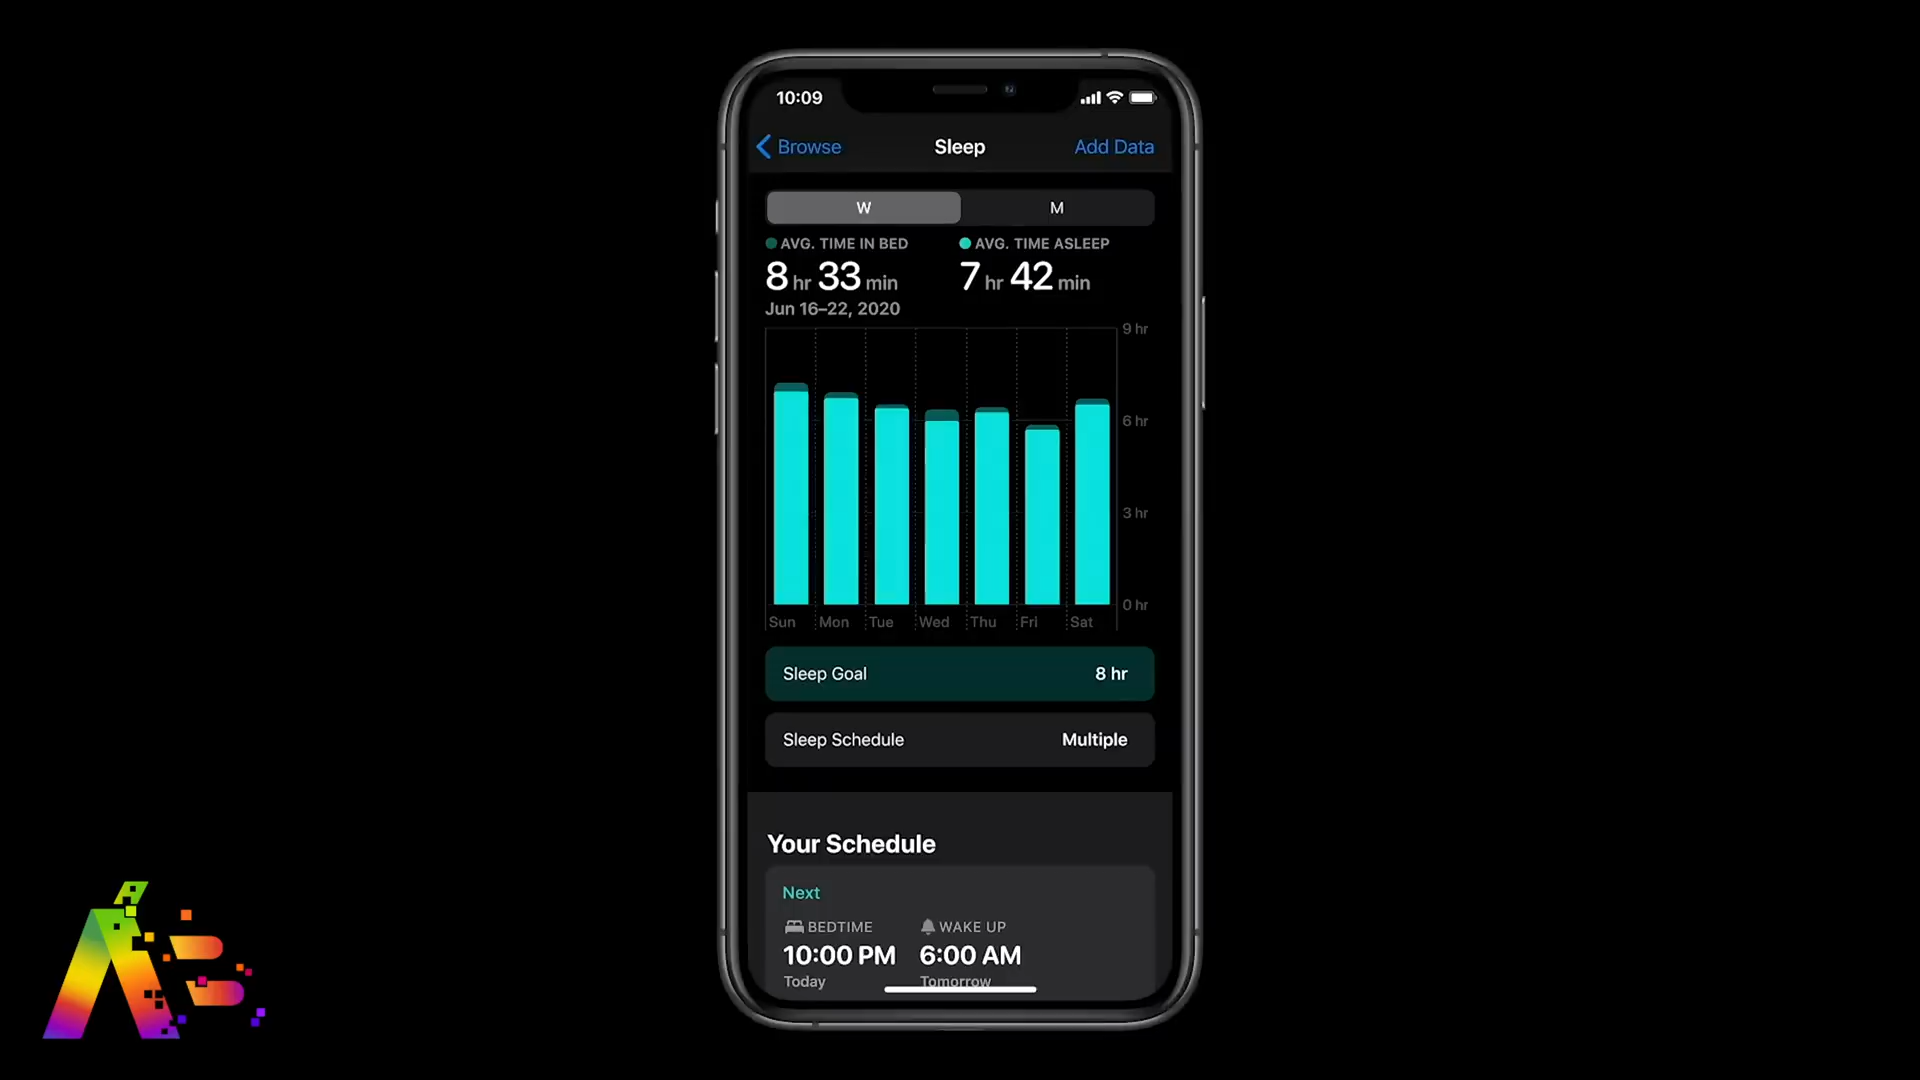 10:09
Browse Sleep Add Data
W M
AVG. TIME IN BED AVG. TIME ASLEEP
8 hr 33 min 7 hr 42 min
Jun 16–22, 2020
9 hr
6 hr
3 hr
0 hr
Sun Mon Tue Wed Thu Fri Sat
Sleep Goal 8 hr
Sleep Schedule Multiple
Your Schedule
Next
BEDTIME WAKE UP
10:00 PM 6:00 AM
Today Tomorrow